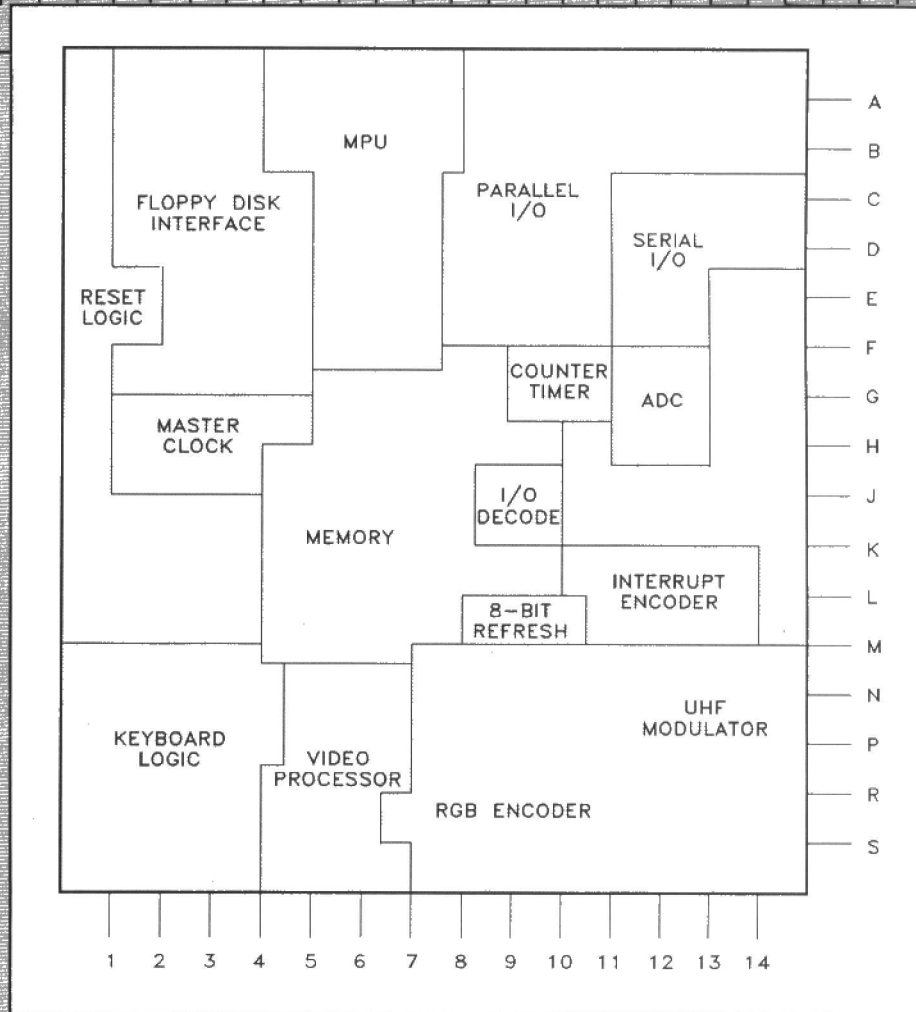 A
MPU
B
FLOPPY DISK
INTERFACE
PARALLEL
I/O
C
SERIAL
I/O
D
RESET
LOGIC
E
F
COUNTER
TIMER
ADC
G
MASTER
CLOCK
H
I/O
DECODE
J
MEMORY
K
INTERRUPT
ENCODER
L
8-BIT
REFRESH
M
N
UHF
MODULATOR
KEYBOARD
LOGIC
P
VIDEO
PROCESSOR
R
RGB ENCODER
S
1 2 3 4 5 6 7 8 9 10 11 12 13 14